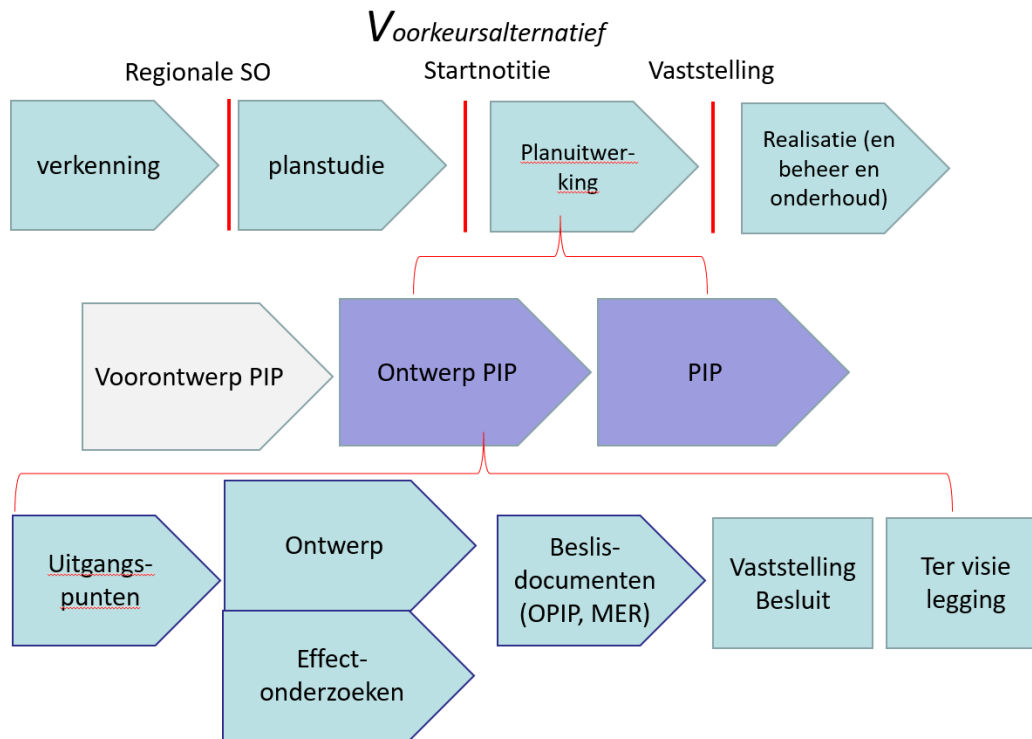 Voorkeursalternatief
Regionale SO
Startnotitie
Vaststelling
verkenning
planstudie
Planuitwer-
king
Realisatie (en
beheer en
onderhoud)
Voorontwerp PIP
Ontwerp PIP
PIP
Uitgangs-
punten
Ontwerp
Effect-
onderzoeken
Beslis-
documenten
(OPIP, MER)
Vaststelling
Besluit
Ter visie
legging